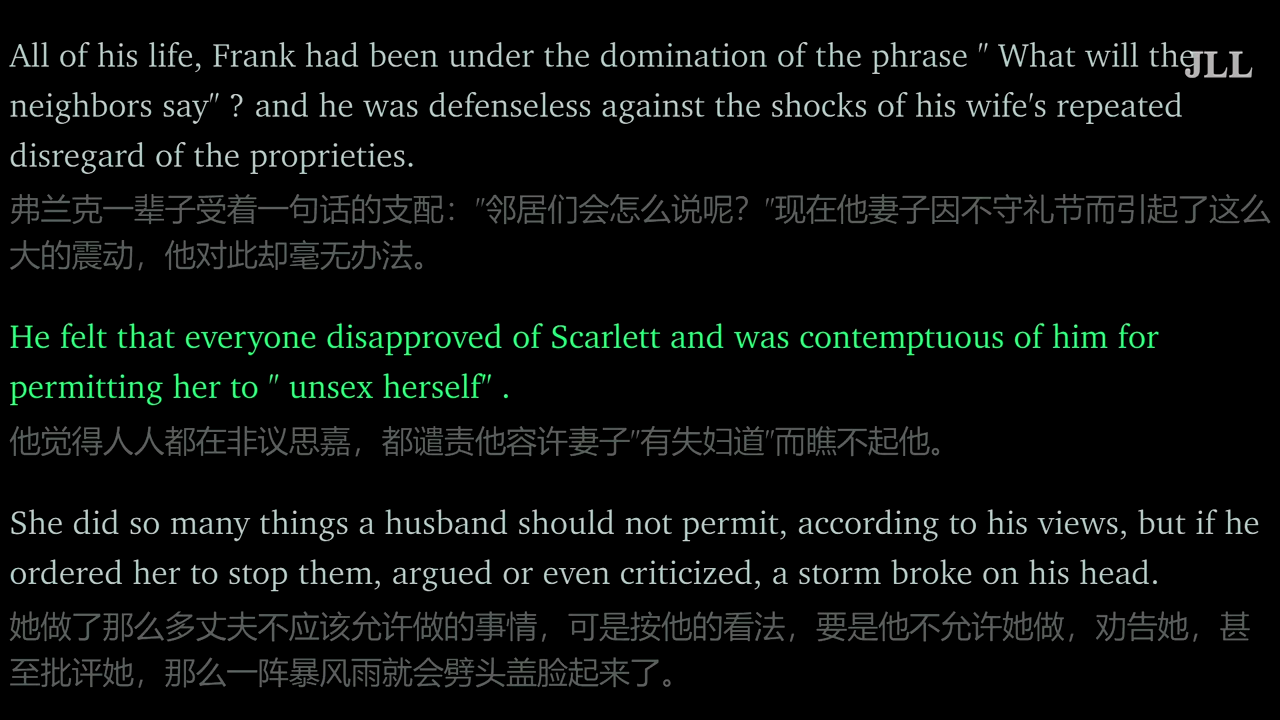 All of his life, Frank had been under the domination of the phrase " What will the
JLL
neighbors say" ? and he was defenseless against the shocks of his wife's repeated
disregard of the proprieties.
弗兰克一辈子受着一句话的支配："邻居们会怎么说呢？"现在他妻子因不守礼节而引起了这么
大的震动，他对此却毫无办法。
He felt that everyone disapproved of Scarlett and was contemptuous of him for
permitting her to " unsex herself" .
他觉得人人都在非议思嘉，都谴责他容许妻子"有失妇道"而瞧不起他。
She did so many things a husband should not permit, according to his views, but if he
ordered her to stop them, argued or even criticized, a storm broke on his head.
她做了那么多丈夫不应该允许做的事情，可是按他的看法，要是他不允许她做，劝告她，甚
至批评她，那么一阵暴风雨就会劈头盖脸起来了。